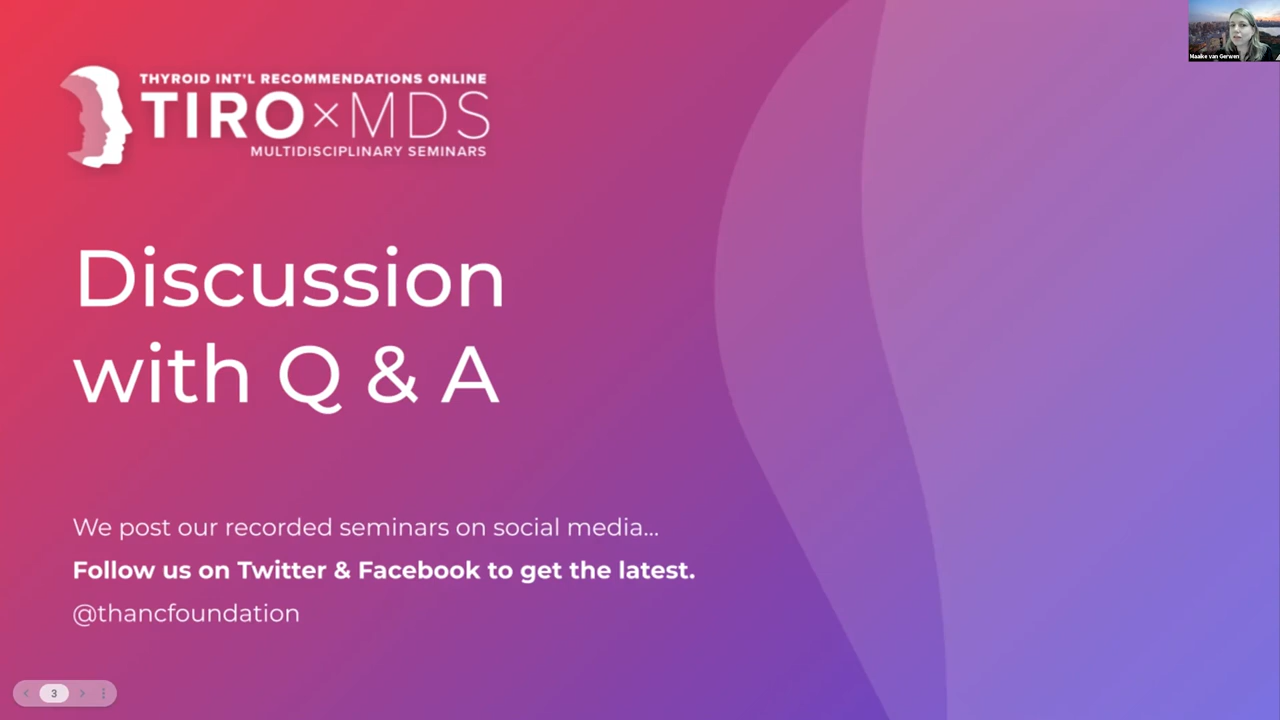 THYROID INT'L RECOMMENDATIONS ONLINE
TIRO×MDS
MULTIDISCIPLINARY SEMINARS
Discussion
with Q & A
We post our recorded seminars on social media...
Follow us on Twitter & Facebook to get the latest.
@thancfoundation
3
Maaike van Gerwen